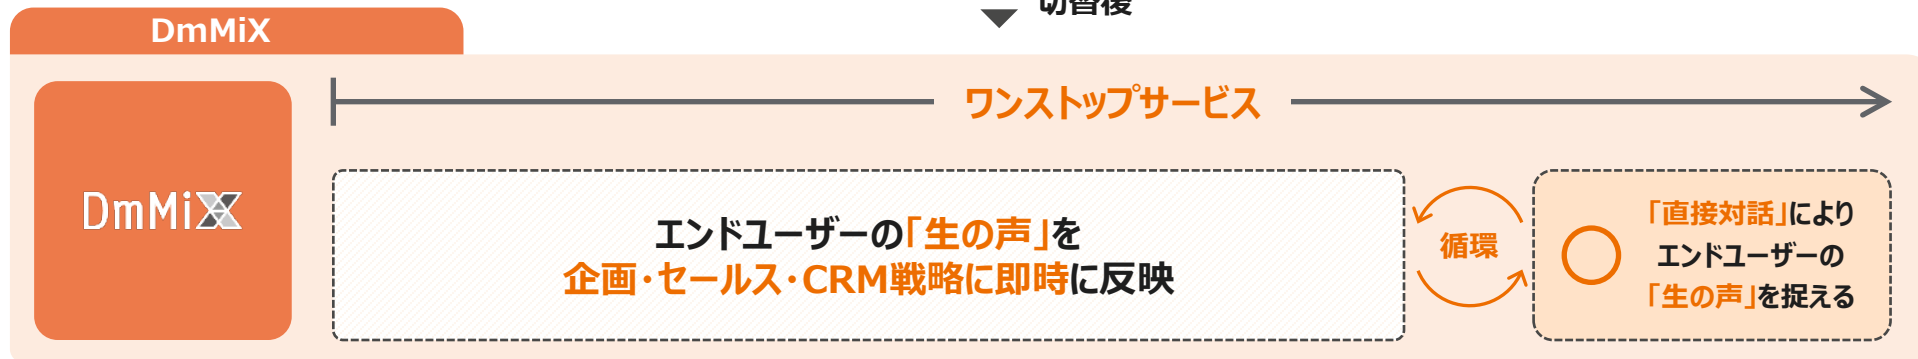 切替後
DmMiX
ワンストップサービス
DmMiX
エンドユーザーの「生の声」を
企画・セールス・CRM戦略に即時に反映
循環
「直接対話」により
エンドユーザーの
「生の声」を捉える